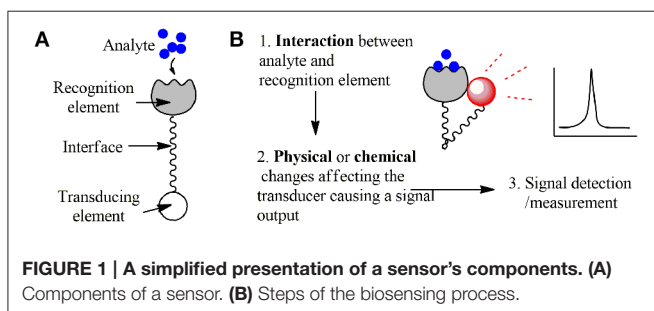 A
Analyte
Recognition
element
Interface
Transducing
element
B
1. Interaction between
analyte and
recognition element
2. Physical or chemical
changes affecting the
transducer causing a signal
output
3. Signal detection
/measurement
FIGURE 1 | A simplified presentation of a sensor’s components. (A)
Components of a sensor. (B) Steps of the biosensing process.